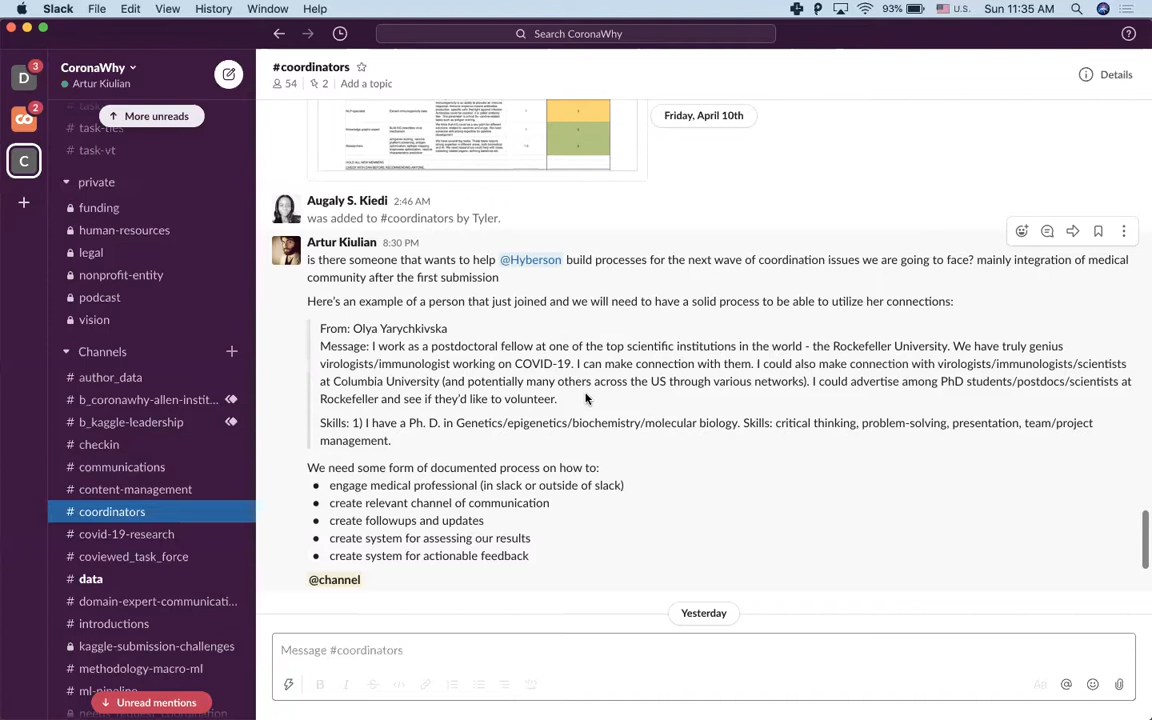 Slack File Edit View History Window Help 93% U.S. Sun 11:35 AM
Search CoronaWhy
D 3
2
C
CoronaWhy
Artur Kiulian
More unreads
task-ties
task-vt
private
funding
human-resources
legal
nonprofit-entity
podcast
vision
Channels
# author_data
# b_coronawhy-allen-instit...
# b_kaggle-leadership
# checkin
# communications
# content-management
# coordinators
# covid-19-research
# coviewed_task_force
# data
# domain-expert-communicati...
# introductions
kaggle-submission-challenges
# methodology-macro-ml
# ml-pipeline
Unread mentions
#coordinators
54 2 Add a topic
Details
Friday, April 10th
Augaly S. Kiedi 2:46 AM
was added to #coordinators by Tyler.
Artur Kiulian 8:30 PM
is there someone that wants to help @Hyberson build processes for the next wave of coordination issues we are going to face? mainly integration of medical
community after the first submission
Here's an example of a person that just joined and we will need to have a solid process to be able to utilize her connections:
From: Olya Yarychkivska
Message: I work as a postdoctoral fellow at one of the top scientific institutions in the world - the Rockefeller University. We have truly genius
virologists/immunologist working on COVID-19. I can make connection with them. I could also make connection with virologists/immunologists/scientists
at Columbia University (and potentially many others across the US through various networks). I could advertise among PhD students/postdocs/scientists at
Rockefeller and see if they'd like to volunteer.
Skills: 1) I have a Ph. D. in Genetics/epigenetics/biochemistry/molecular biology. Skills: critical thinking, problem-solving, presentation, team/project
management.
We need some form of documented process on how to:
• engage medical professional (in slack or outside of slack)
• create relevant channel of communication
• create followups and updates
• create system for assessing our results
• create system for actionable feedback
@channel
Yesterday
Message #coordinators